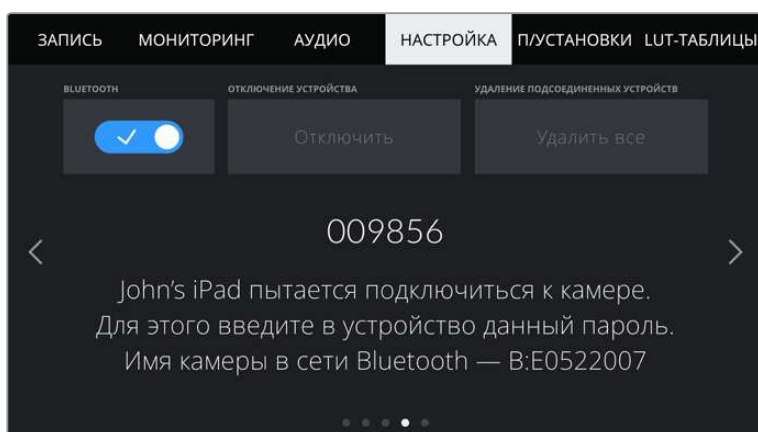 ЗАПИСЬ МОНИТОРИНГ АУДИО НАСТРОЙКА П/УСТАНОВКИ LUT-ТАБЛИЦЫ
BLUETOOTH ОТКЛЮЧЕНИЕ УСТРОЙСТВА УДАЛЕНИЕ ПОДСОЕДИНЕННЫХ УСТРОЙСТВ
Отключить Удалить все
009856
John’s iPad пытается подключиться к камере.
Для этого введите в устройство данный пароль.
Имя камеры в сети Bluetooth — B:E0522007